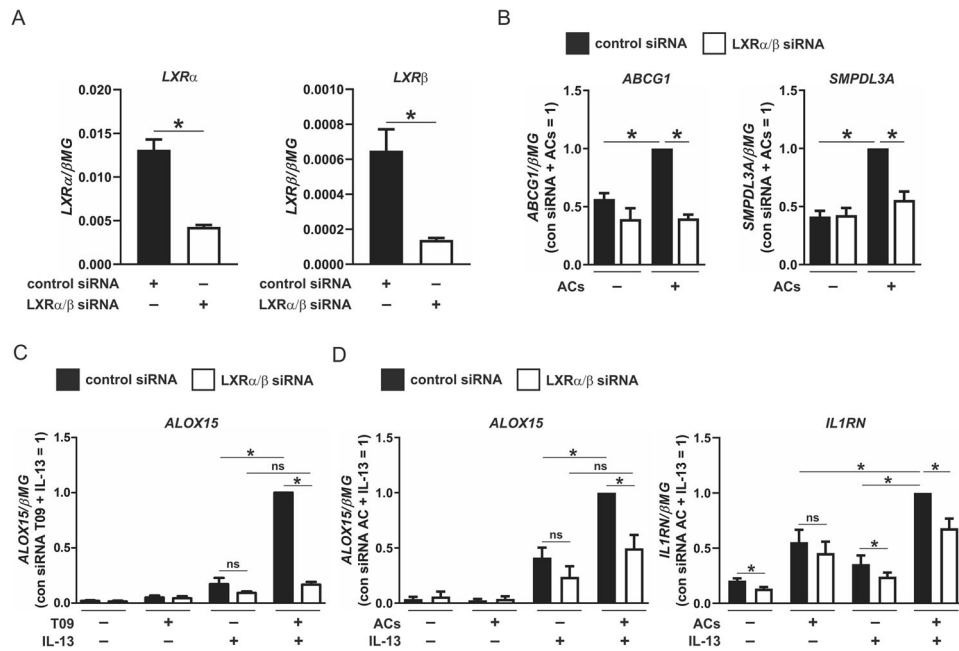 A
LXRα
LXRα/βMG
0.020
0.015
0.010
0.005
0.000
*
control siRNA + –
LXRα/β siRNA – +
LXRβ
LXRβ/βMG
0.0010
0.0008
0.0006
0.0004
0.0002
0.0000
*
control siRNA + –
LXRα/β siRNA – +
B
control siRNA LXRα/β siRNA
ABCG1
ABCG1/βMG
(con siRNA + ACs = 1)
1.5
1.0
0.5
0.0
* *
ACs – +
SMPDL3A
SMPDL3A/βMG
(con siRNA + ACs = 1)
1.5
1.0
0.5
0.0
* *
ACs – +
C
control siRNA LXRα/β siRNA
ALOX15
ALOX15/βMG
(con siRNA T09 + IL-13 = 1)
1.5
1.0
0.5
0.0
*
ns
*
ns
T09 – + – +
IL-13 – – + +
D
control siRNA LXRα/β siRNA
ALOX15
ALOX15/βMG
(con siRNA AC + IL-13 = 1)
1.5
1.0
0.5
0.0
*
ns
*
ns
ACs – + – +
IL-13 – – + +
IL1RN
IL1RN/βMG
(con siRNA AC + IL-13 = 1)
1.5
1.0
0.5
0.0
* *
*
ns
*
*
ACs – + – +
IL-13 – – + +